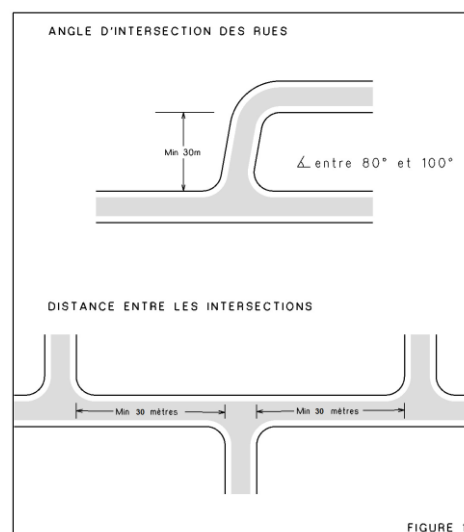 ANGLE D'INTERSECTION DES RUES
Min 30m
∡ entre 80° et 100°
DISTANCE ENTRE LES INTERSECTIONS
Min 30 mètres
Min 30 mètres
FIGURE